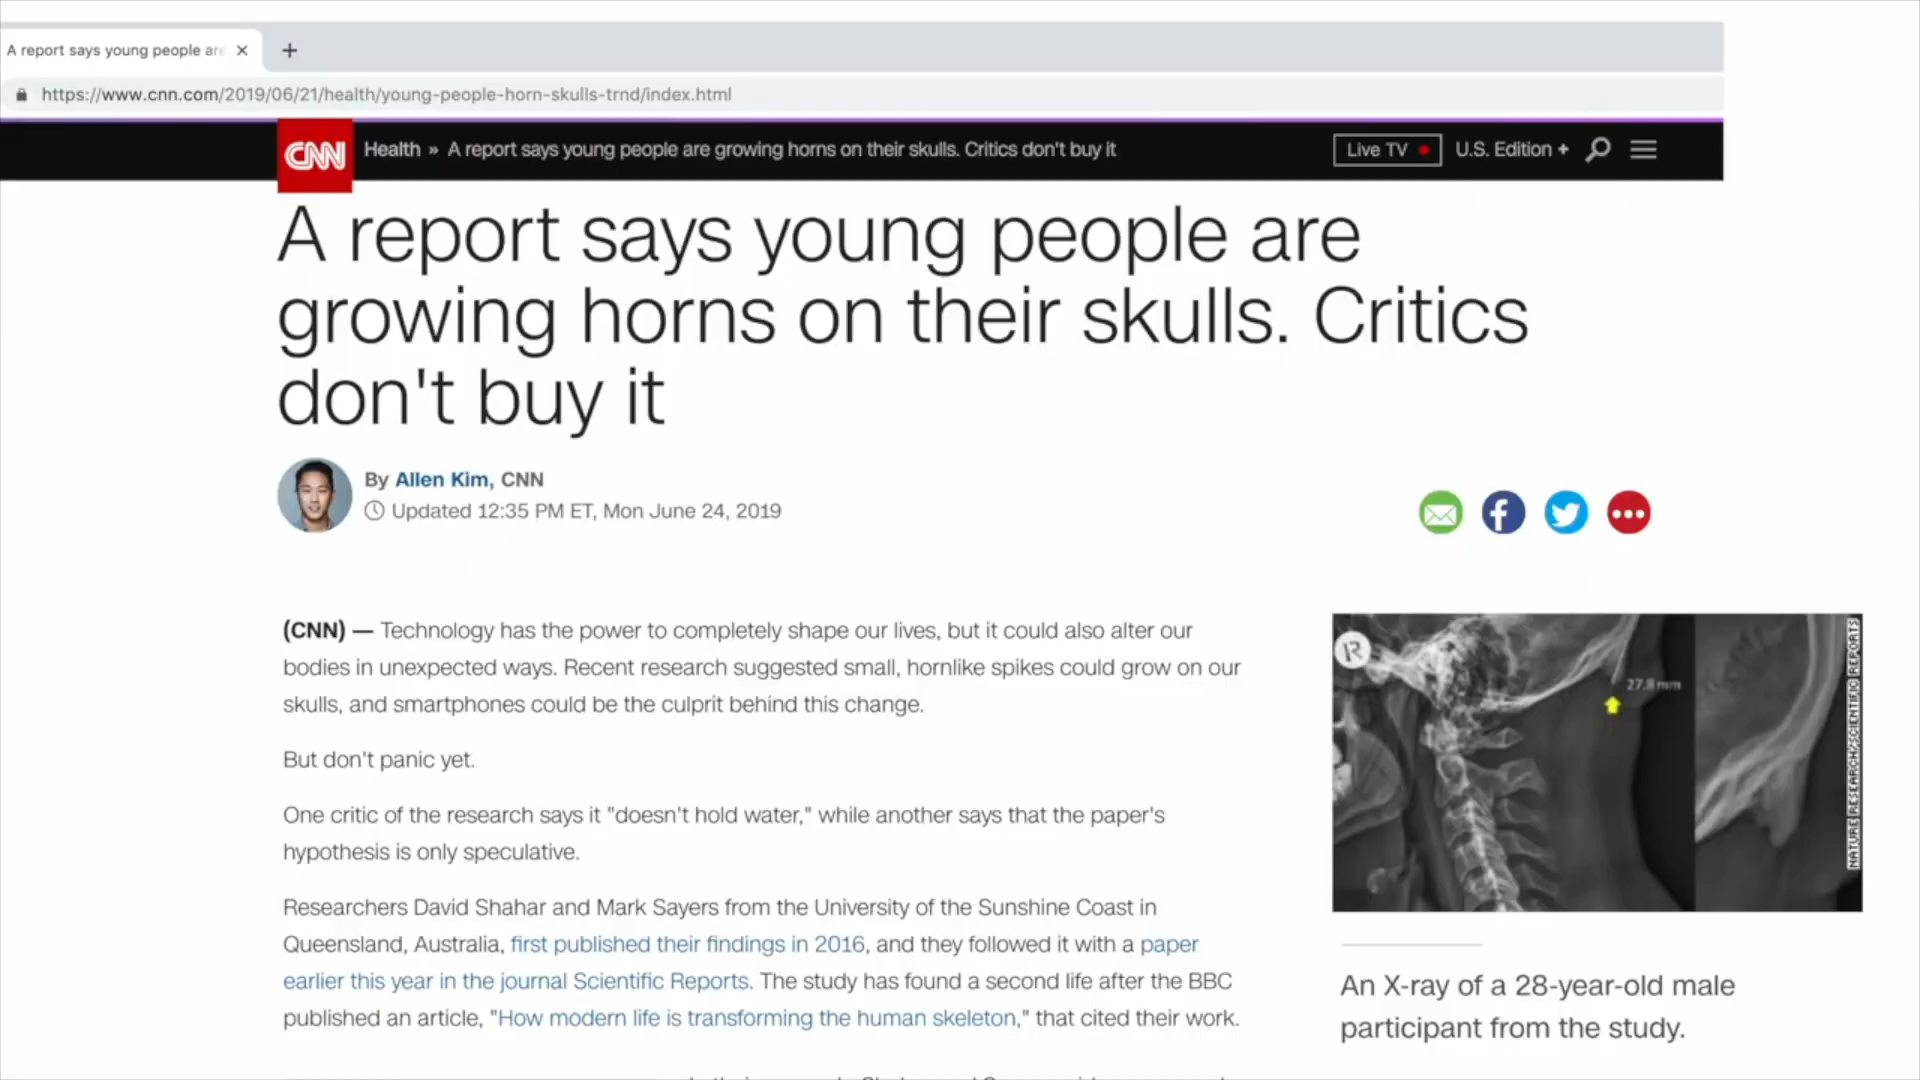 A report says young people are
https://www.cnn.com/2019/06/21/health/young-people-horn-skulls-trnd/index.html
CNN
Health » A report says young people are growing horns on their skulls. Critics don't buy it
Live TV
U.S. Edition +
A report says young people are
growing horns on their skulls. Critics
don't buy it
By Allen Kim, CNN
Updated 12:35 PM ET, Mon June 24, 2019
(CNN) — Technology has the power to completely shape our lives, but it could also alter our
bodies in unexpected ways. Recent research suggested small, hornlike spikes could grow on our
skulls, and smartphones could be the culprit behind this change.
But don't panic yet.
One critic of the research says it "doesn't hold water," while another says that the paper's
hypothesis is only speculative.
Researchers David Shahar and Mark Sayers from the University of the Sunshine Coast in
Queensland, Australia, first published their findings in 2016, and they followed it with a paper
earlier this year in the journal Scientific Reports. The study has found a second life after the BBC
published an article, "How modern life is transforming the human skeleton," that cited their work.
R
27.8 mm
NATURE RESEARCH/SCIENTIFIC REPORTS
An X-ray of a 28-year-old male
participant from the study.